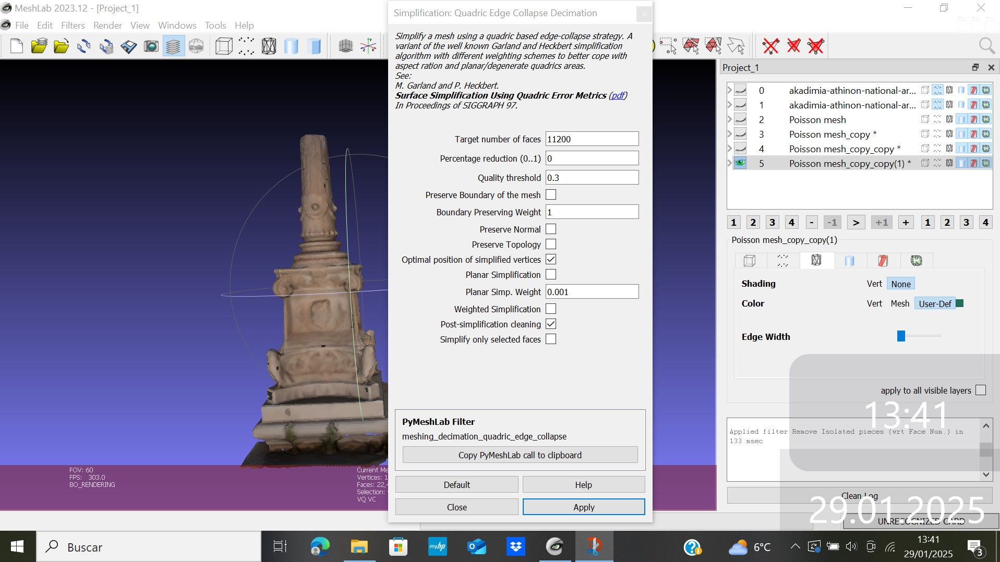 MeshLab 2023.12 - [Project_1]
File Edit Filters Render View Windows Tools Help
Simplification: Quadric Edge Collapse Decimation
Simplify a mesh using a quadric based edge-collapse strategy. A
variant of the well known Garland and Heckbert simplification
algorithm with different weighting schemes to better cope with
aspect ration and planar/degenerate quadrics areas.
See:
M. Garland and P. Heckbert.
Surface Simplification Using Quadric Error Metrics (pdf)
In Proceedings of SIGGRAPH 97.
Target number of faces 11200
Percentage reduction (0..1) 0
Quality threshold 0.3
Preserve Boundary of the mesh
Boundary Preserving Weight 1
Preserve Normal
Preserve Topology
Optimal position of simplified vertices
Planar Simplification
Planar Simp. Weight 0.001
Weighted Simplification
Post-simplification cleaning
Simplify only selected faces
PyMeshLab Filter
meshing_decimation_quadric_edge_collapse
Copy PyMeshLab call to clipboard
Default Help
Close Apply
FOV: 60
FPS: 303.0
BO_RENDERING
Current Me
Vertices: 1
Faces: 22,4
Selection:
VQ VC
Project_1
0 akadimia-athinon-national-ar...
1 akadimia-athinon-national-ar...
2 Poisson mesh
3 Poisson mesh_copy *
4 Poisson mesh_copy_copy *
5 Poisson mesh_copy_copy(1) *
1 2 3 4 - -1 > +1 + 1 2 3 4
Poisson mesh_copy_copy(1)
Shading Vert None
Color Vert Mesh User-Def
Edge Width
apply to all visible layers
13:41
Applied filter Remove Isolated pieces (wrt Face Num.) in
133 msec
Clean Log
29.01.2025
UNRECOGNIZED CARD
Buscar
myhp
6°C
13:41
29/01/2025
3